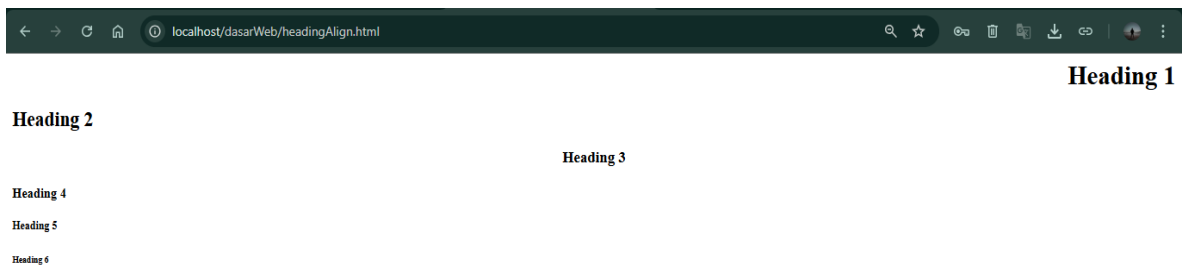 localhost/dasarWeb/headingAlign.html
Heading 1
Heading 2
Heading 3
Heading 4
Heading 5
Heading 6